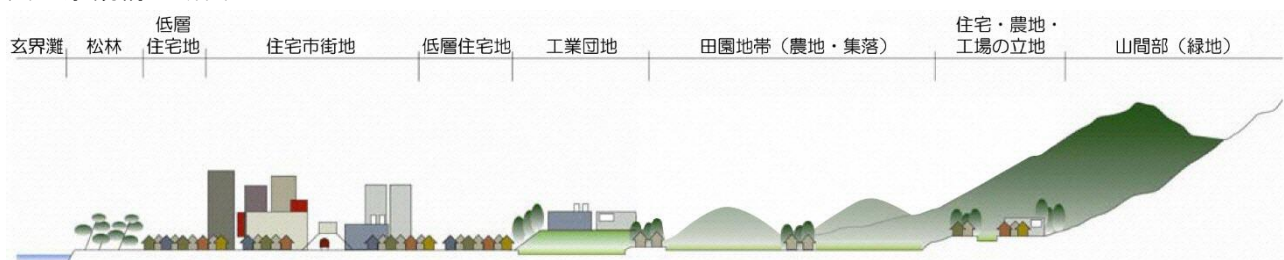 玄界灘
松林
低層
住宅地
住宅市街地
低層住宅地
工業団地
田園地帯（農地・集落）
住宅・農地・
工場の立地
山間部（緑地）